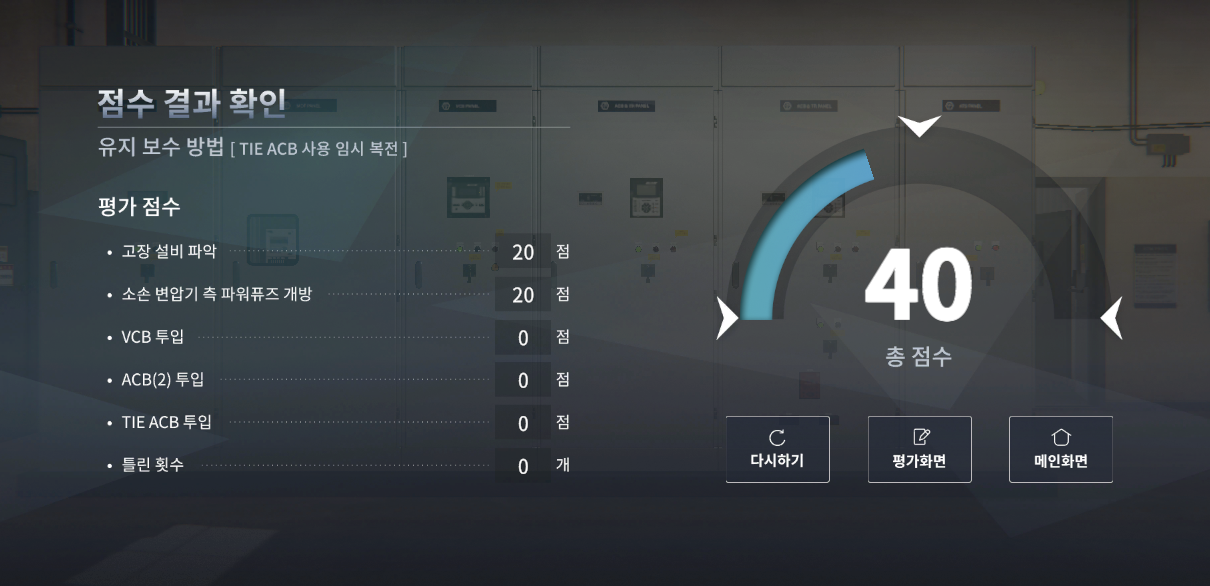 점수 결과 확인
유지 보수 방법 [ TIE ACB 사용 임시 복전 ]
평가 점수
• 고장 설비 파악 20 점
• 소손 변압기 측 파워퓨즈 개방 20 점
• VCB 투입 0 점
• ACB(2) 투입 0 점
• TIE ACB 투입 0 점
• 틀린 횟수 0 개
40
총 점수
다시하기
평가화면
메인화면